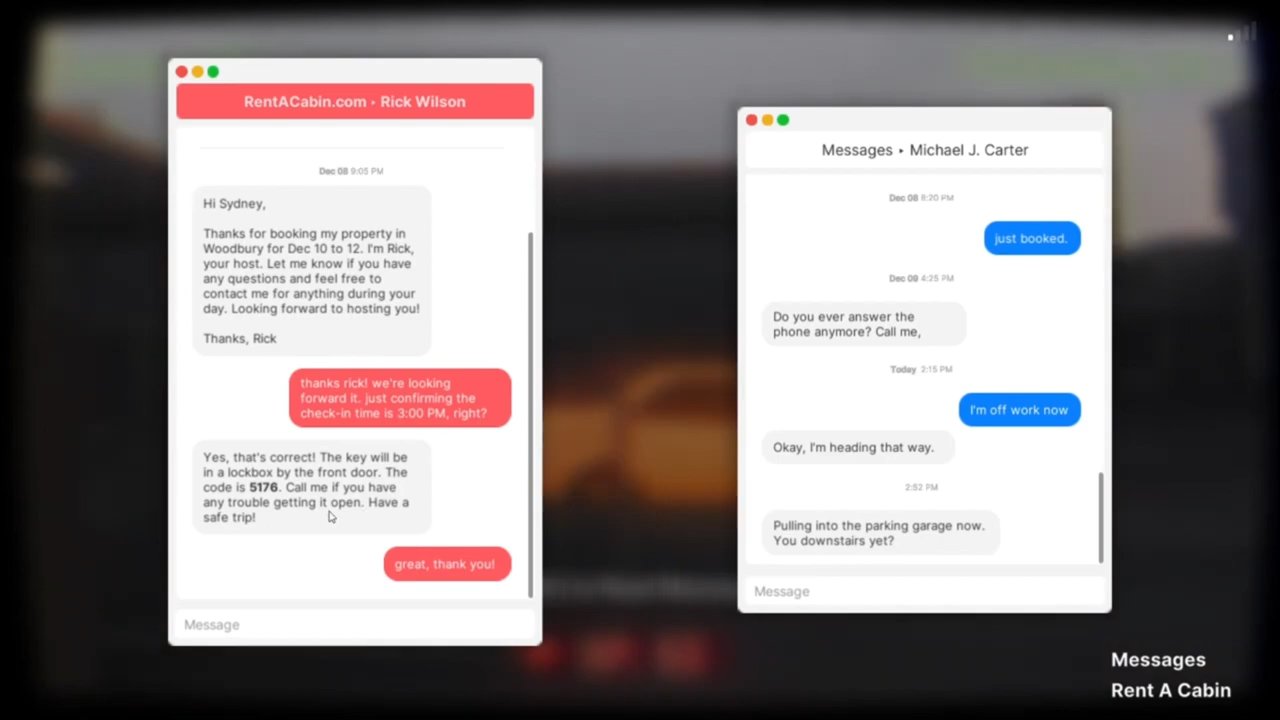 RentACabin.com • Rick Wilson
Dec 08 9:05 PM
Hi Sydney,
Thanks for booking my property in
Woodbury for Dec 10 to 12. I'm Rick,
your host. Let me know if you have
any questions and feel free to
contact me for anything during your
day. Looking forward to hosting you!
Thanks, Rick
thanks rick! we're looking
forward it. just confirming the
check-in time is 3:00 PM, right?
Yes, that's correct! The key will be
in a lockbox by the front door. The
code is 5176. Call me if you have
any trouble getting it open. Have a
safe trip!
great, thank you!
Message
Messages ‣ Michael J. Carter
Dec 08 8:20 PM
just booked.
Dec 09 4:25 PM
Do you ever answer the
phone anymore? Call me,
Today 2:15 PM
I'm off work now
Okay, I'm heading that way.
2:52 PM
Pulling into the parking garage now.
You downstairs yet?
Message
Messages
Rent A Cabin